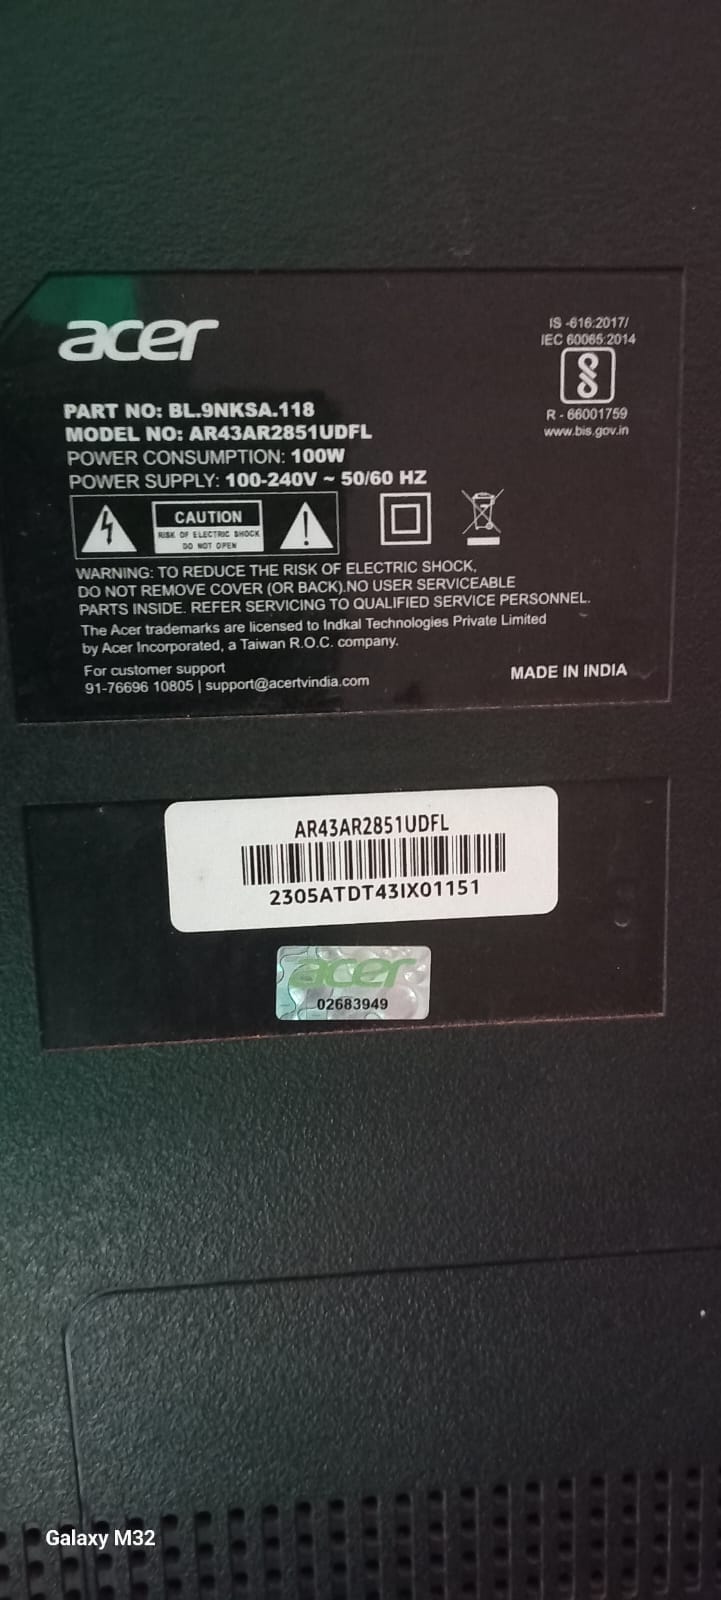 acer
IS -616:2017/
IEC 60065:2014
R - 66001759
www.bis.gov.in
PART NO: BL.9NKSA.118
MODEL NO: AR43AR2851UDFL
POWER CONSUMPTION: 100W
POWER SUPPLY: 100-240V ~ 50/60 HZ
CAUTION
RISK OF ELECTRIC SHOCK
DO NOT OPEN
WARNING: TO REDUCE THE RISK OF ELECTRIC SHOCK,
DO NOT REMOVE COVER (OR BACK).NO USER SERVICEABLE
PARTS INSIDE. REFER SERVICING TO QUALIFIED SERVICE PERSONNEL.
The Acer trademarks are licensed to Indkal Technologies Private Limited
by Acer Incorporated, a Taiwan R.O.C. company.
For customer support
91-76696 10805 | support@acertvindia.com
MADE IN INDIA
AR43AR2851UDFL
2305ATDT43IX01151
acer
02683949
Galaxy M32